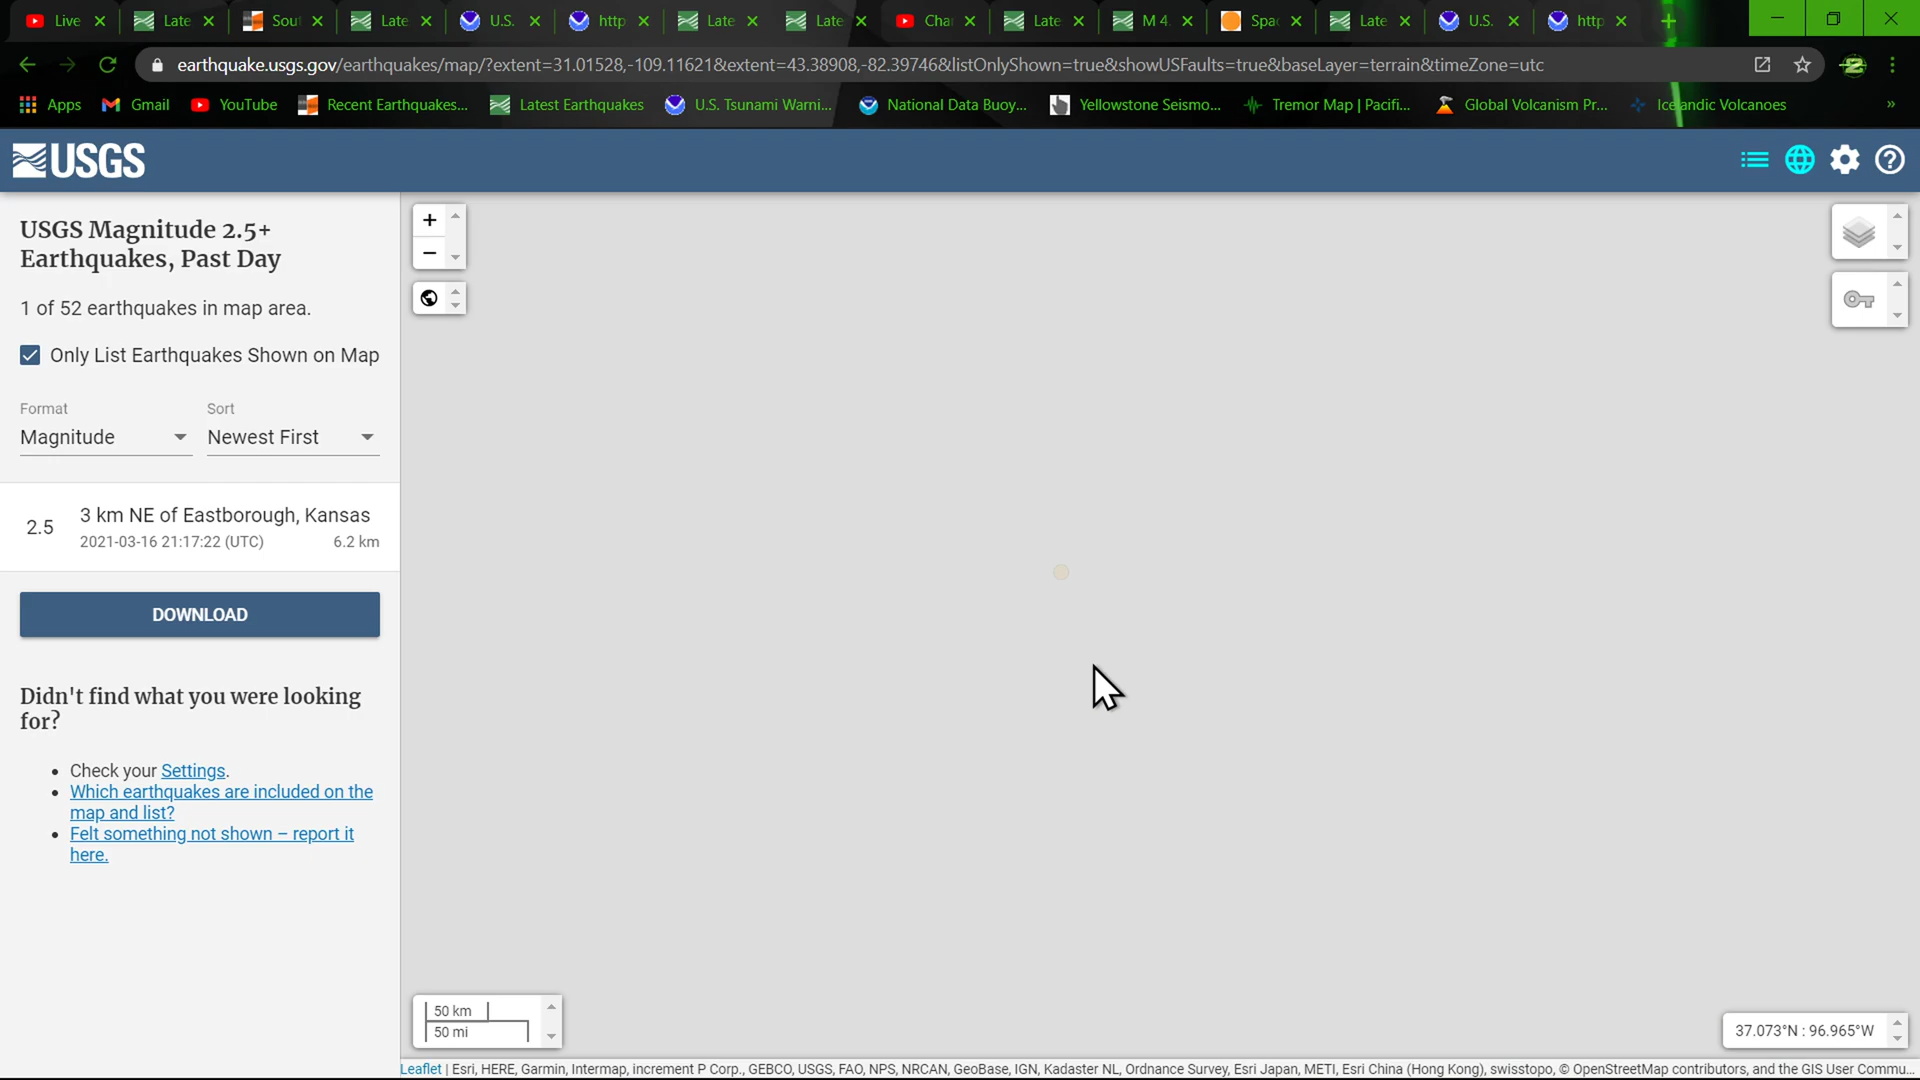 Live
Late
Sout
Late
U.S.
http
Late
Late
Cha
Late
M 4.
Spac
Late
U.S.
http
earthquake.usgs.gov/earthquakes/map/?extent=31.01528,-109.11621&extent=43.38908,-82.39746&listOnlyShown=true&showUSFaults=true&baseLayer=terrain&timeZone=utc
Apps
Gmail
YouTube
Recent Earthquakes...
Latest Earthquakes
U.S. Tsunami Warni...
National Data Buoy...
Yellowstone Seismo...
Tremor Map | Pacifi...
Global Volcanism Pr...
Icelandic Volcanoes
»
USGS
USGS Magnitude 2.5+
Earthquakes, Past Day
1 of 52 earthquakes in map area.
Only List Earthquakes Shown on Map
Format
Sort
Magnitude
Newest First
2.5
3 km NE of Eastborough, Kansas
2021-03-16 21:17:22 (UTC)
6.2 km
DOWNLOAD
Didn't find what you were looking
for?
Check your Settings.
Which earthquakes are included on the
map and list?
Felt something not shown – report it
here.
+
−
50 km
50 mi
37.073°N : 96.965°W
Leaflet | Esri, HERE, Garmin, Intermap, increment P Corp., GEBCO, USGS, FAO, NPS, NRCAN, GeoBase, IGN, Kadaster NL, Ordnance Survey, Esri Japan, METI, Esri China (Hong Kong), swisstopo, © OpenStreetMap contributors, and the GIS User Commu...